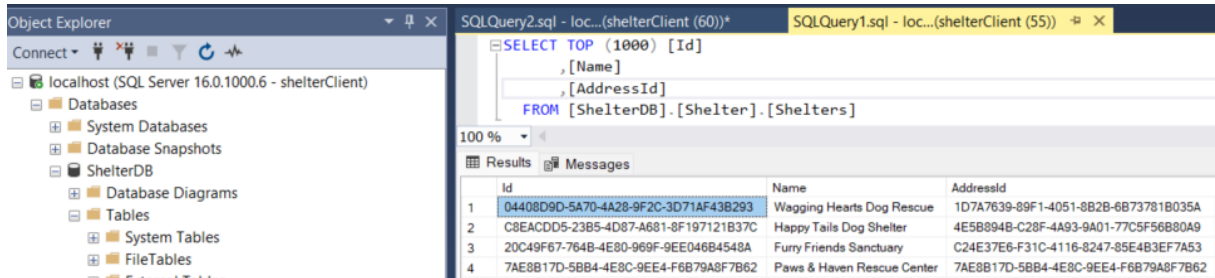 Object Explorer
Connect
localhost (SQL Server 16.0.1000.6 - shelterClient)
Databases
System Databases
Database Snapshots
ShelterDB
Database Diagrams
Tables
System Tables
FileTables
SQLQuery2.sql - loc...(shelterClient (60))*
SQLQuery1.sql - loc...(shelterClient (55))
SELECT TOP (1000) [Id]
,[Name]
,[AddressId]
FROM [ShelterDB].[Shelter].[Shelters]
100 %
Results Messages
Id Name AddressId
1 04408D9D-5A70-4A28-9F2C-3D71AF43B293 Wagging Hearts Dog Rescue 1D7A7639-89F1-4051-8B2B-6B73781B035A
2 C8EACDD5-23B5-4D87-A681-8F197121B37C Happy Tails Dog Shelter 4E5B894B-C28F-4A93-9A01-77C5F56B80A9
3 20C49F67-764B-4E80-969F-9EE046B4548A Furry Friends Sanctuary C24E37E6-F31C-4116-8247-85E4B3EF7A53
4 7AE8B17D-5BB4-4E8C-9EE4-F6B79A8F7B62 Paws & Haven Rescue Center 7AE8B17D-5BB4-4E8C-9EE4-F6B79A8F7B62